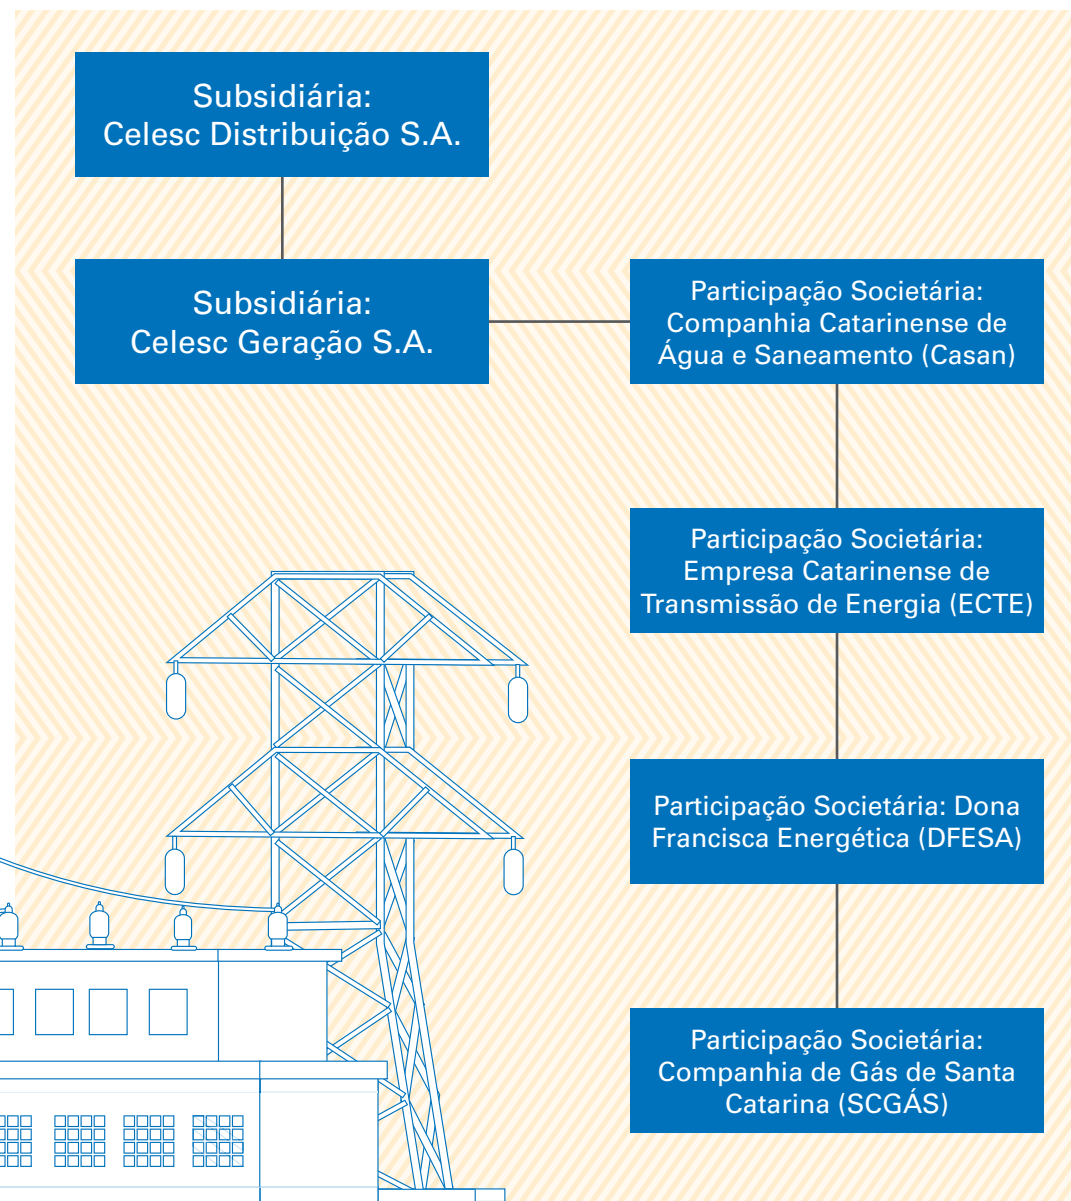 Subsidiária:
Celesc Distribuição S.A.
Subsidiária:
Celesc Geração S.A.
Participação Societária:
Companhia Catarinense de
Água e Saneamento (Casan)
Participação Societária:
Empresa Catarinense de
Transmissão de Energia (ECTE)
Participação Societária: Dona
Francisca Energética (DFESA)
Participação Societária:
Companhia de Gás de Santa
Catarina (SCGÁS)